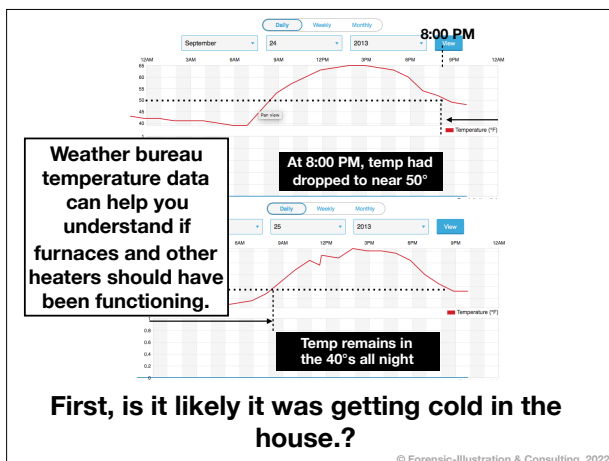 Daily Weekly Monthly
8:00 PM
September 24 2013 View
12AM 3AM 6AM 9AM 12PM 3PM 6PM 9PM 12AM
65
60
55
50
45
40
Pan view
Temperature (°F)
Weather bureau
temperature data
can help you
understand if
furnaces and other
heaters should have
been functioning.
At 8:00 PM, temp had
dropped to near 50°
Daily Weekly Monthly
25 2013 View
6AM 9AM 12PM 3PM 6PM 9PM 12AM
Temperature (°F)
0.8
0.6
0.4
0.2
0
Temp remains in
the 40°s all night
First, is it likely it was getting cold in the
house.?
© Forensic-Illustration & Consulting, 2022